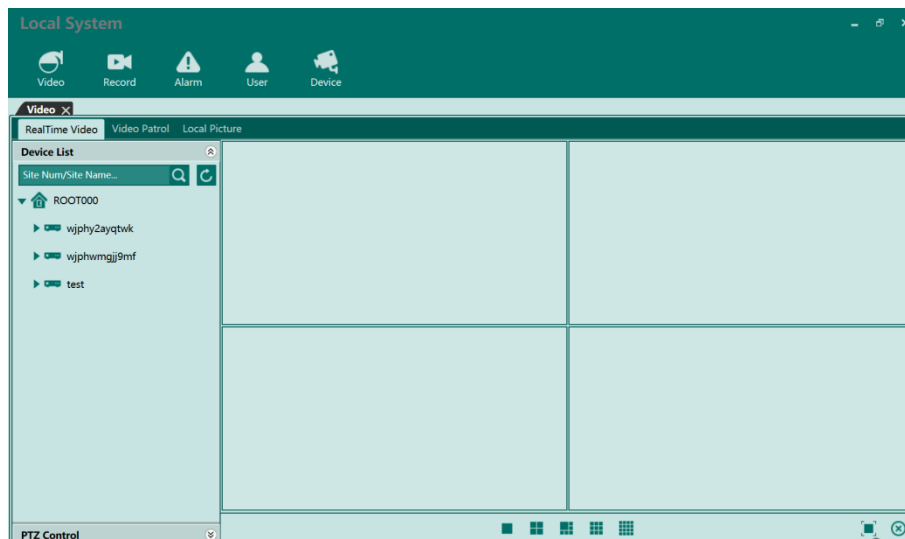 Local System
Video Record Alarm User Device
Video
RealTime Video Video Patrol Local Picture
Device List
Site Num/Site Name...
ROOT000
wjphy2ayqtwk
wjphwmgjj9mf
test
PTZ Control